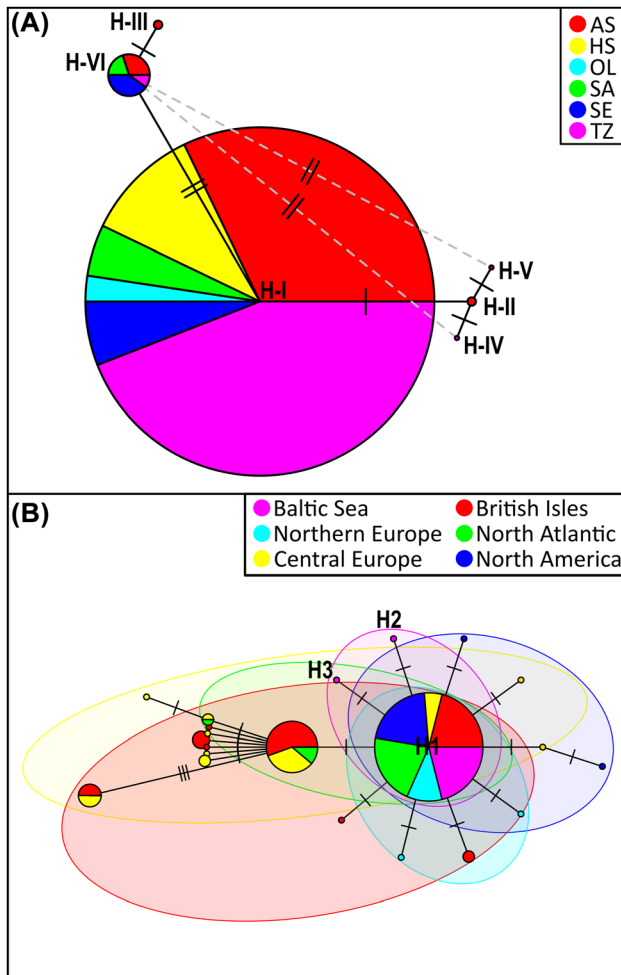 (A)
H-III
H-VI
AS
HS
OL
SA
SE
TZ
H-I
H-V
H-II
H-IV
(B)
Baltic Sea
British Isles
Northern Europe
North Atlantic
Central Europe
North America
H2
H3
H1